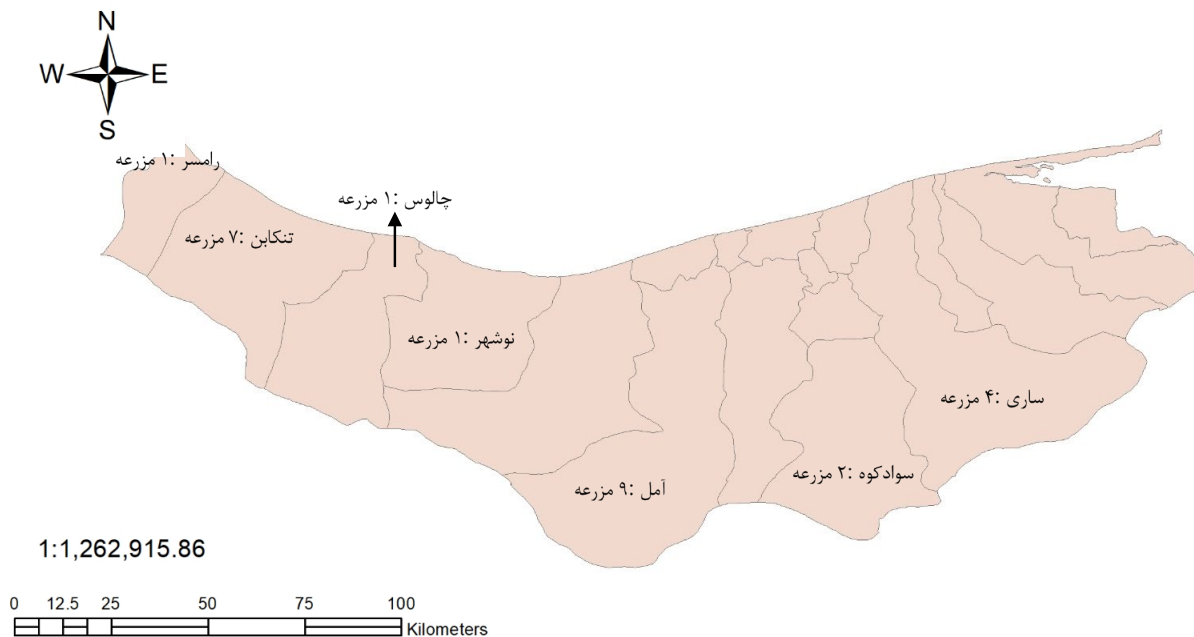 N
W E
S
رامسر :۱ مزرعه
چالوس :۱ مزرعه
تنکابن :۷ مزرعه
نوشهر :۱ مزرعه
ساری :۴ مزرعه
سوادکوه :۲ مزرعه
آمل :۹ مزرعه
1:1,262,915.86
0 12.5 25 50 75 100
Kilometers